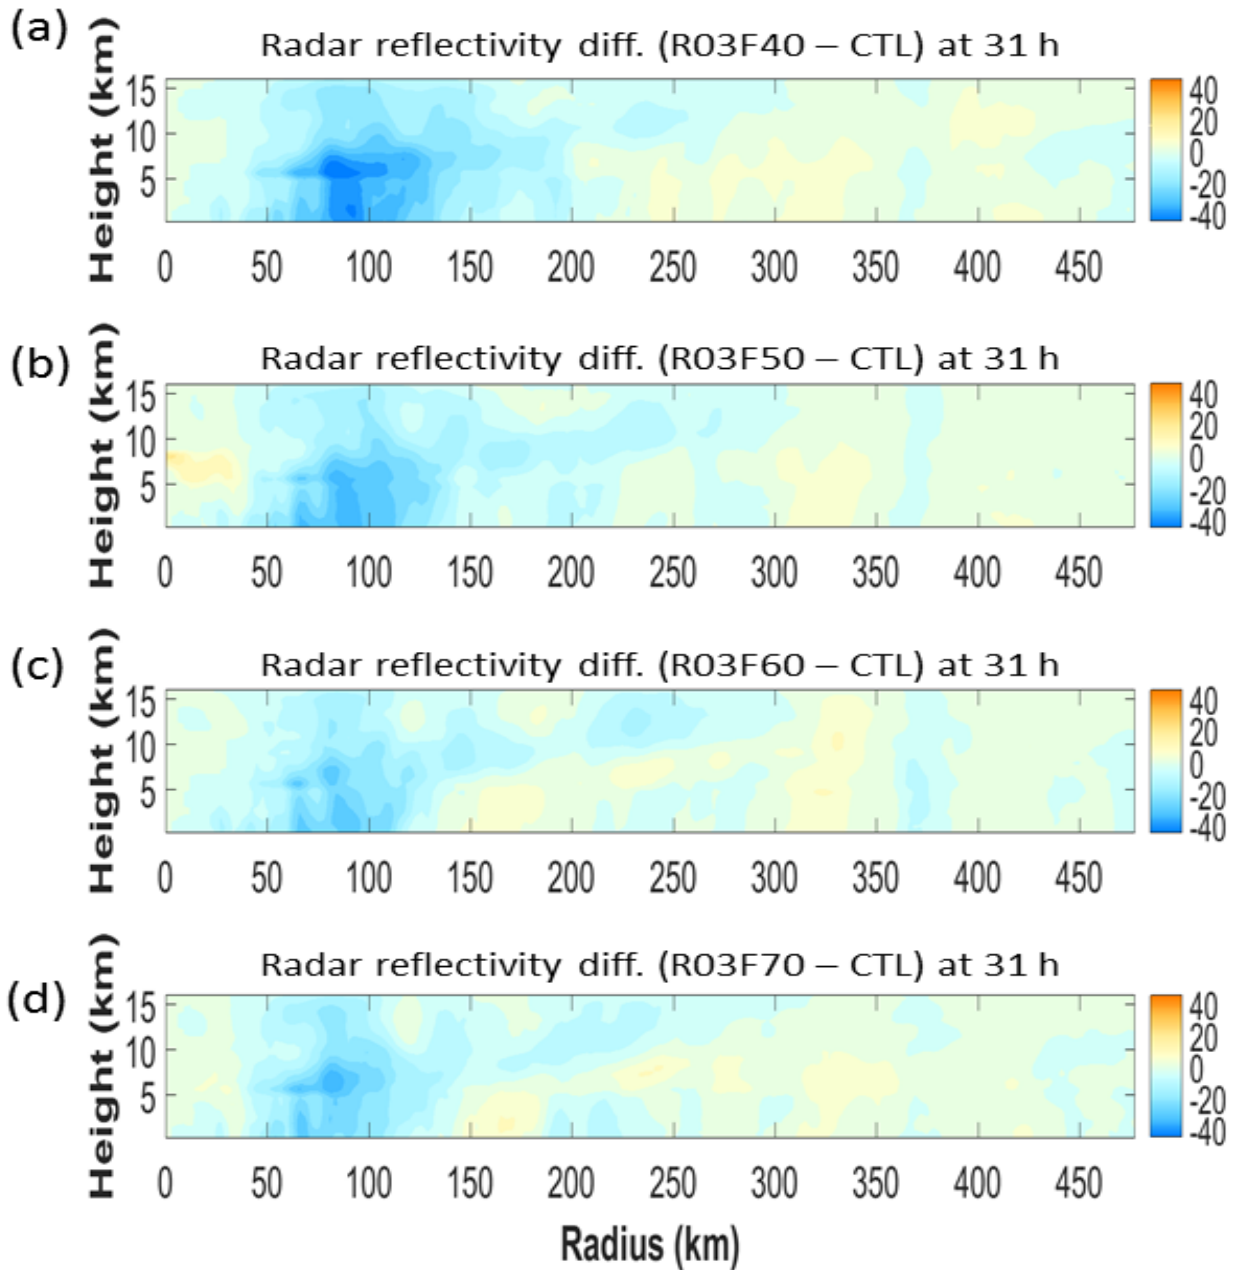 (a)
Radar reflectivity diff. (R03F40 – CTL) at 31 h
Height (km)
15
10
5
0 50 100 150 200 250 300 350 400 450
40
20
0
-20
-40
(b)
Radar reflectivity diff. (R03F50 – CTL) at 31 h
Height (km)
15
10
5
0 50 100 150 200 250 300 350 400 450
40
20
0
-20
-40
(c)
Radar reflectivity diff. (R03F60 – CTL) at 31 h
Height (km)
15
10
5
0 50 100 150 200 250 300 350 400 450
40
20
0
-20
-40
(d)
Radar reflectivity diff. (R03F70 – CTL) at 31 h
Height (km)
15
10
5
0 50 100 150 200 250 300 350 400 450
40
20
0
-20
-40
Radius (km)